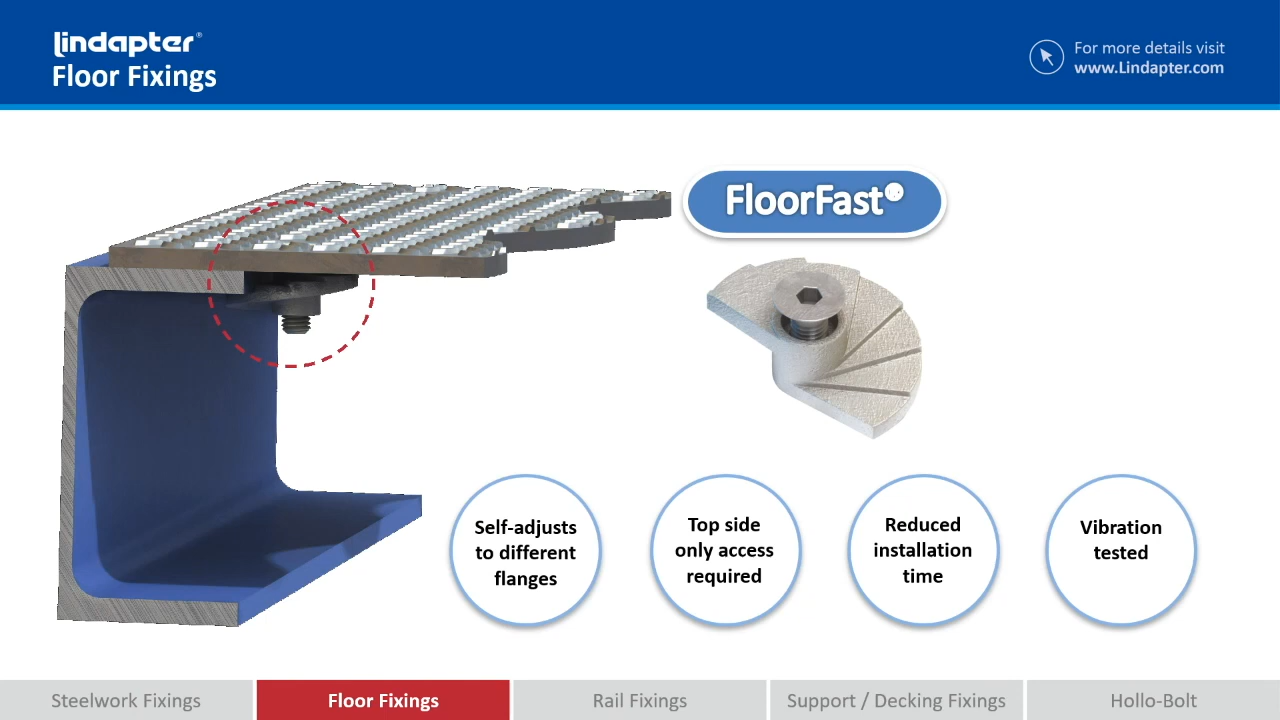 lindapter®
Floor Fixings
For more details visit
www.Lindapter.com
FloorFast®
Self-adjusts
to different
flanges
Top side
only access
required
Reduced
installation
time
Vibration
tested
Steelwork Fixings
Floor Fixings
Rail Fixings
Support / Decking Fixings
Hollo-Bolt